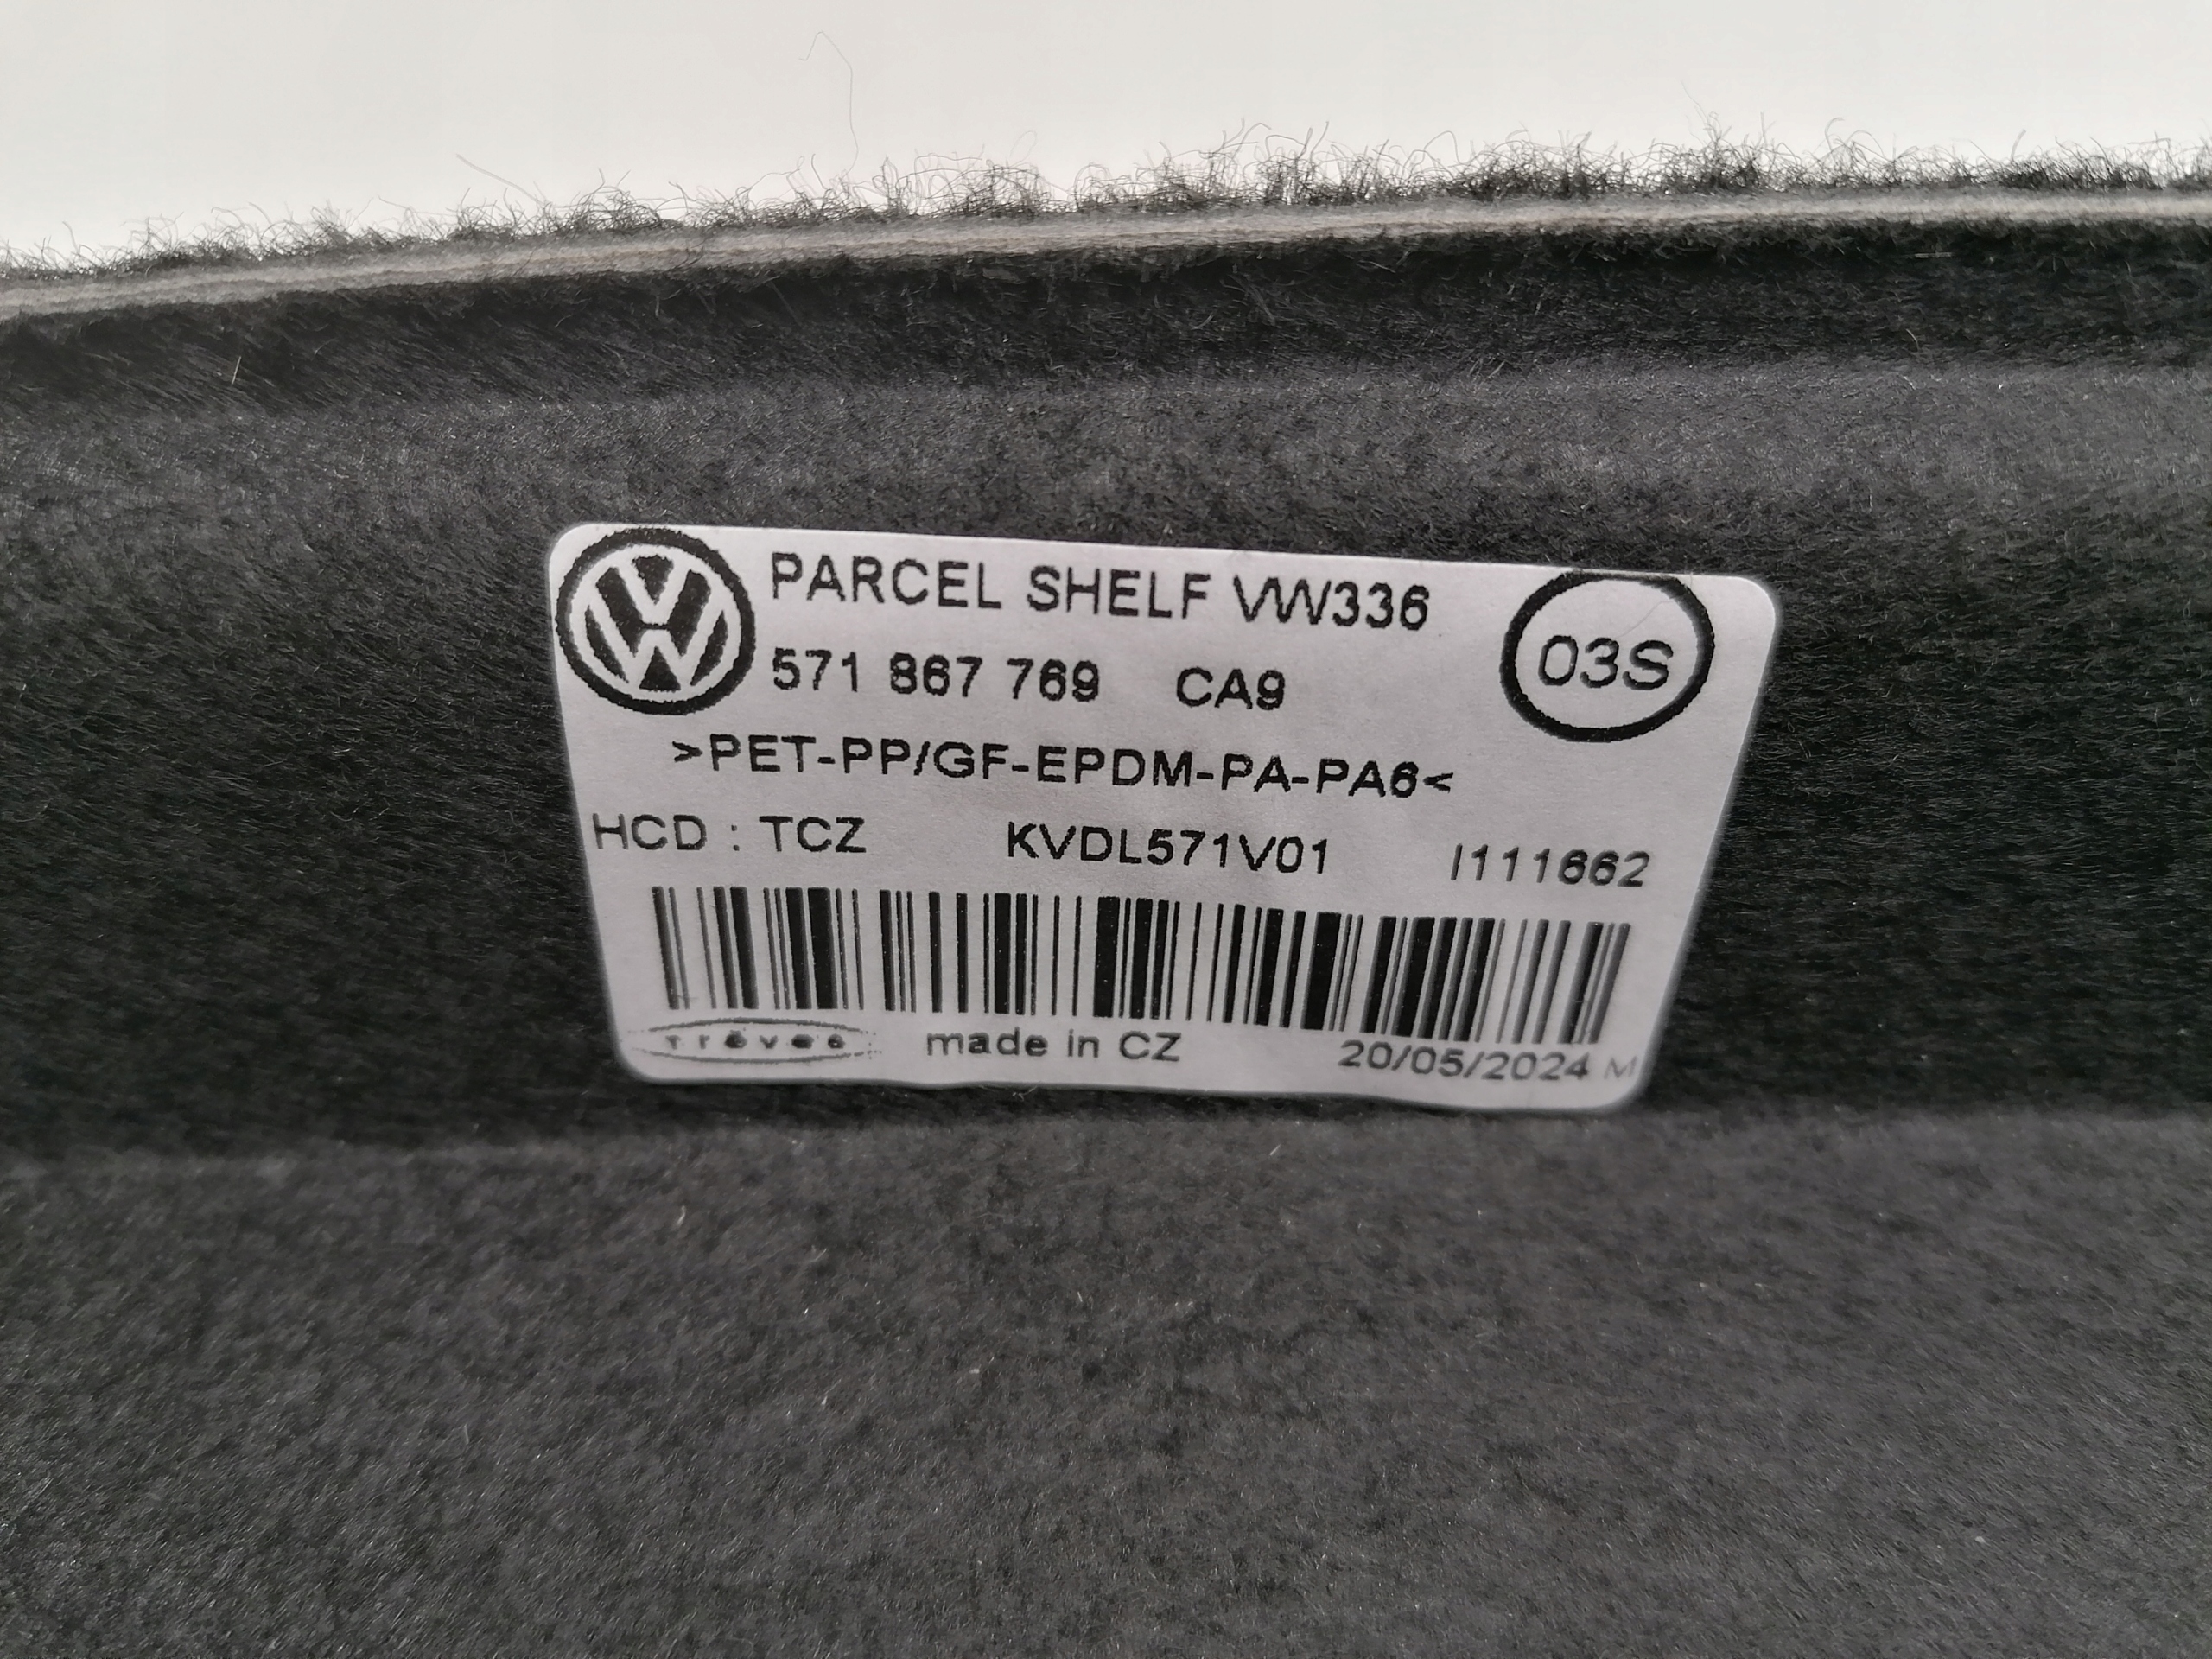 PARCEL SHELF VW336
03S
571 867 769 CA9
>PET-PP/GF-EPDM-PA-PA6<
HCD : TCZ KVDL571V01 I111662
Trêves made in CZ 20/05/2024 M